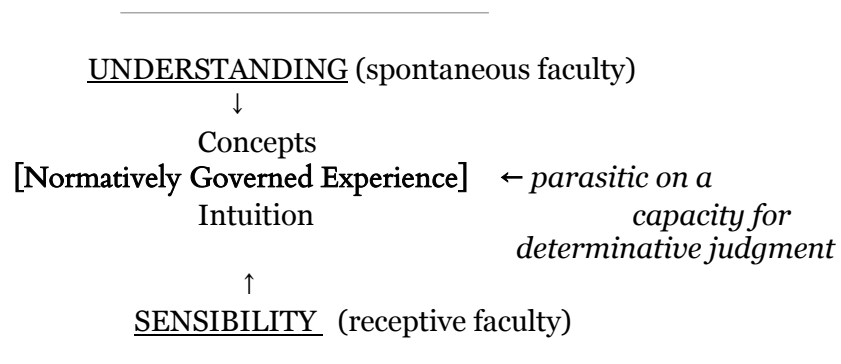 UNDERSTANDING (spontaneous faculty)
↓
Concepts
[Normatively Governed Experience] ← parasitic on a
Intuition capacity for
determinative judgment
↑
SENSIBILITY (receptive faculty)